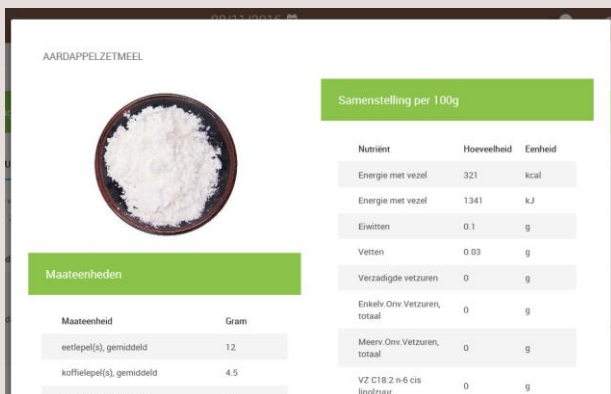 AARDAPPELZETMEEL
Maateenheden
Maateenheid Gram
eetlepel(s), gemiddeld 12
koffielepel(s), gemiddeld 4.5
Samenstelling per 100g
Nutriënt Hoeveelheid Eenheid
Energie met vezel 321 kcal
Energie met vezel 1341 kJ
Eiwitten 0.1 g
Vetten 0.03 g
Verzadigde vetzuren 0 g
Enkelv.Onv.Vetzuren,
totaal 0 g
Meerv.Onv.Vetzuren,
totaal 0 g
VZ C18:2 n-6 cis
linolzuur 0 g